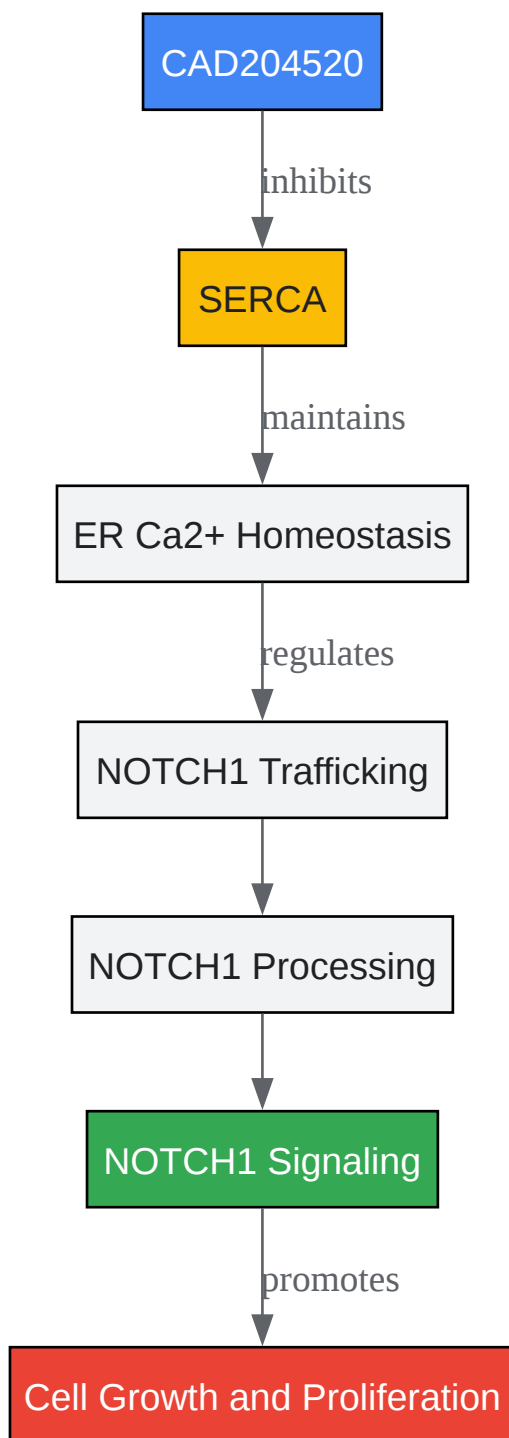 CAD204520
inhibits
SERCA
maintains
ER Ca2+ Homeostasis
regulates
NOTCH1 Trafficking
NOTCH1 Processing
NOTCH1 Signaling
promotes
Cell Growth and Proliferation